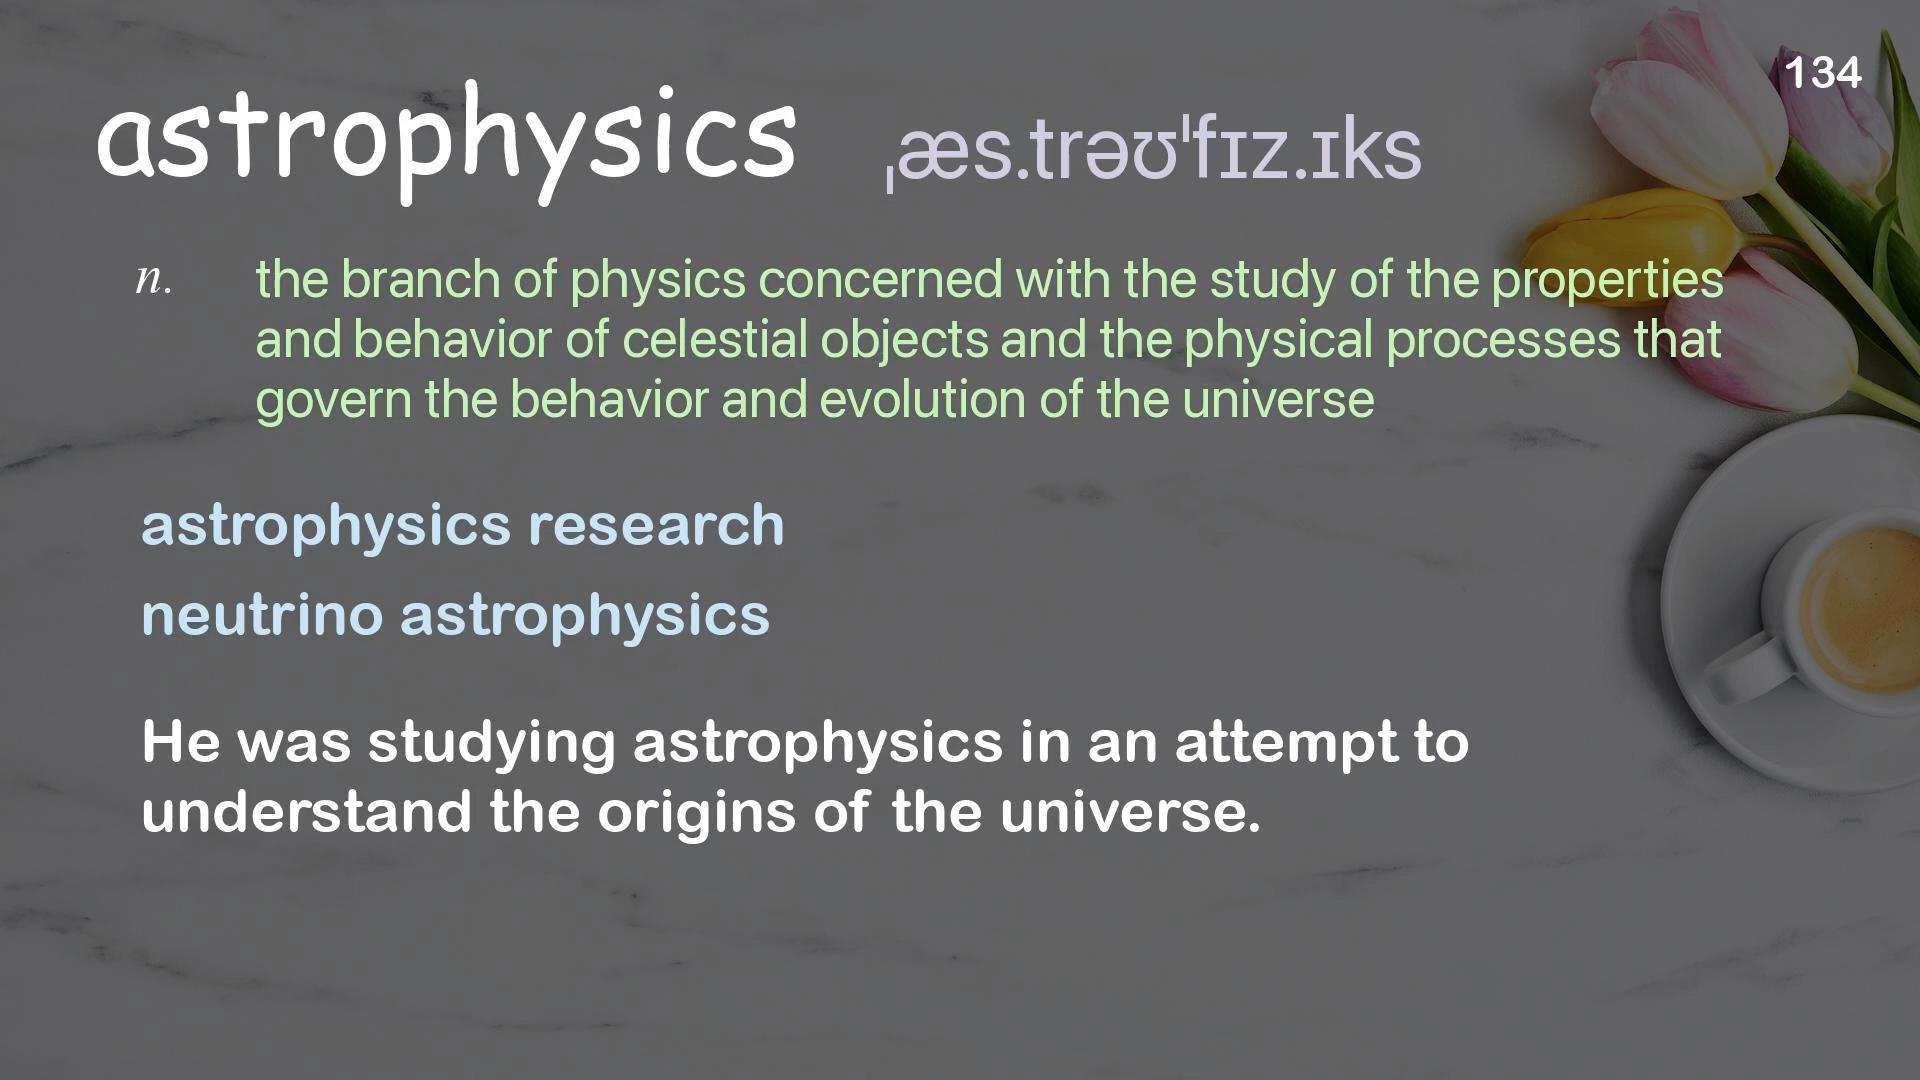 134
astrophysics ˌæs.trəʊˈfɪz.ɪks
n. the branch of physics concerned with the study of the properties
and behavior of celestial objects and the physical processes that
govern the behavior and evolution of the universe
astrophysics research
neutrino astrophysics
He was studying astrophysics in an attempt to
understand the origins of the universe.